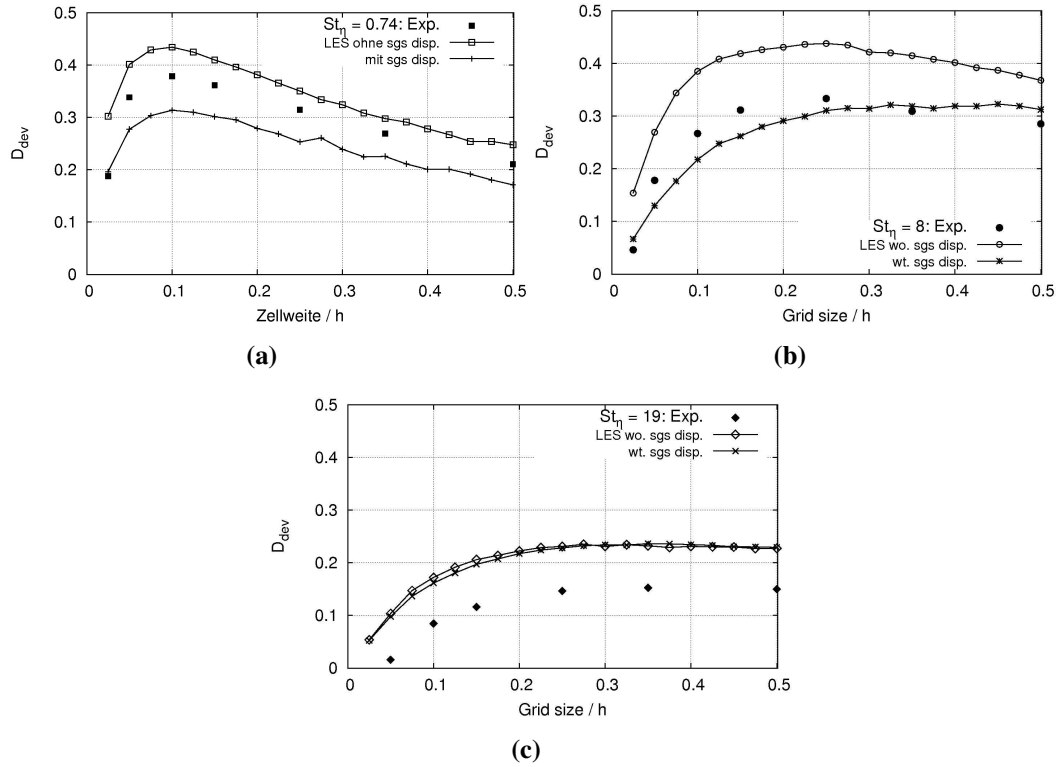 0.5
0.4
0.3
0.2
0.1
0
D_dev
St_η = 0.74: Exp.
LES ohne sgs disp.
mit sgs disp.
0 0.1 0.2 0.3 0.4 0.5
Zellweite / h
(a)
0.5
0.4
0.3
0.2
0.1
0
D_dev
St_η = 8: Exp.
LES wo. sgs disp.
wt. sgs disp.
0 0.1 0.2 0.3 0.4 0.5
Grid size / h
(b)
0.5
0.4
0.3
0.2
0.1
0
D_dev
St_η = 19: Exp.
LES wo. sgs disp.
wt. sgs disp.
0 0.1 0.2 0.3 0.4 0.5
Grid size / h
(c)